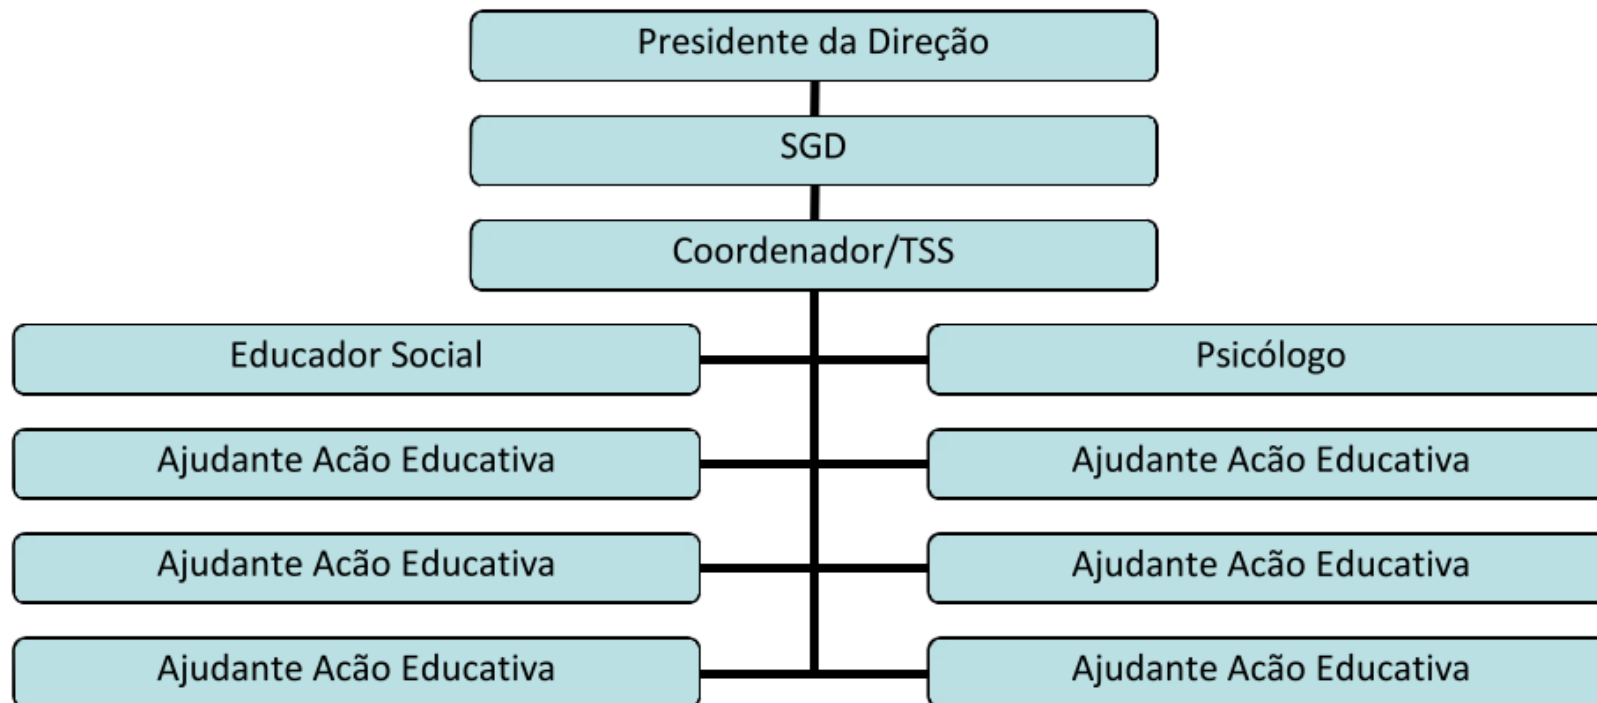 Presidente da Direção
SGD
Coordenador/TSS
Educador Social
Psicólogo
Ajudante Acão Educativa
Ajudante Acão Educativa
Ajudante Acão Educativa
Ajudante Acão Educativa
Ajudante Acão Educativa
Ajudante Acão Educativa